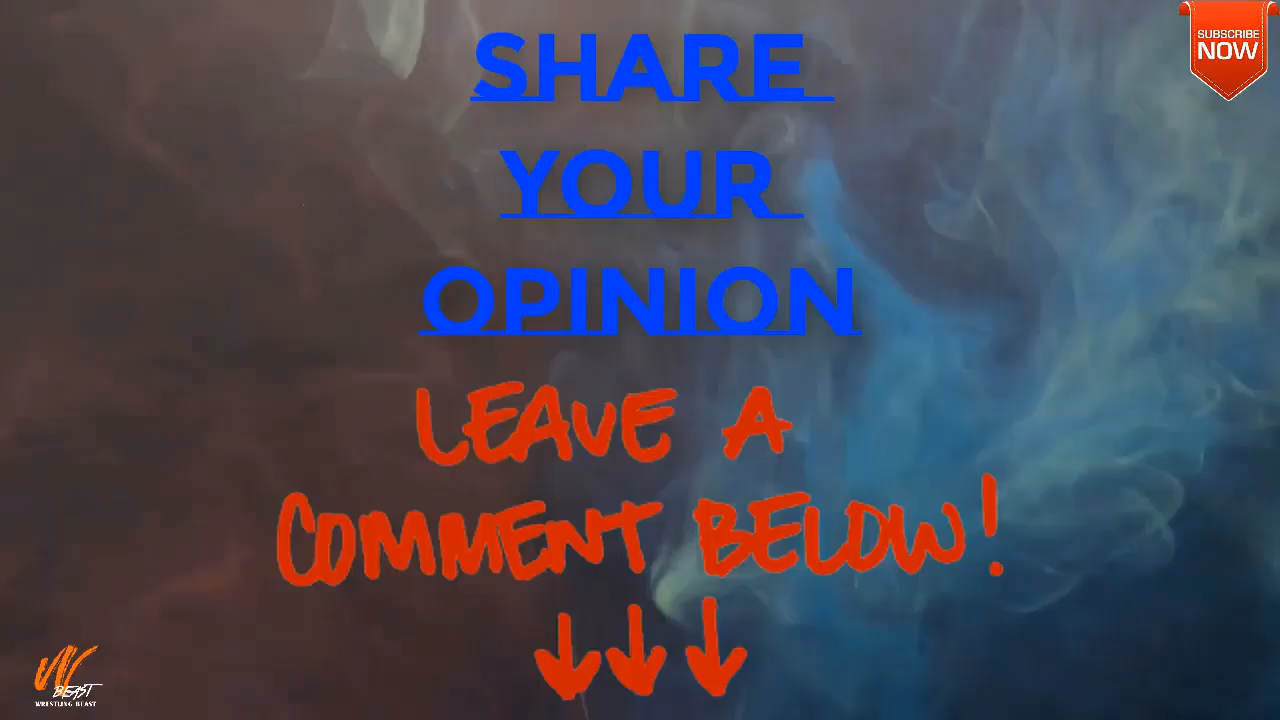 SHARE
YOUR
OPINION
LEAVE A
COMMENT BELOW!
SUBSCRIBE
NOW
BEAST
WRESTLING BEAST